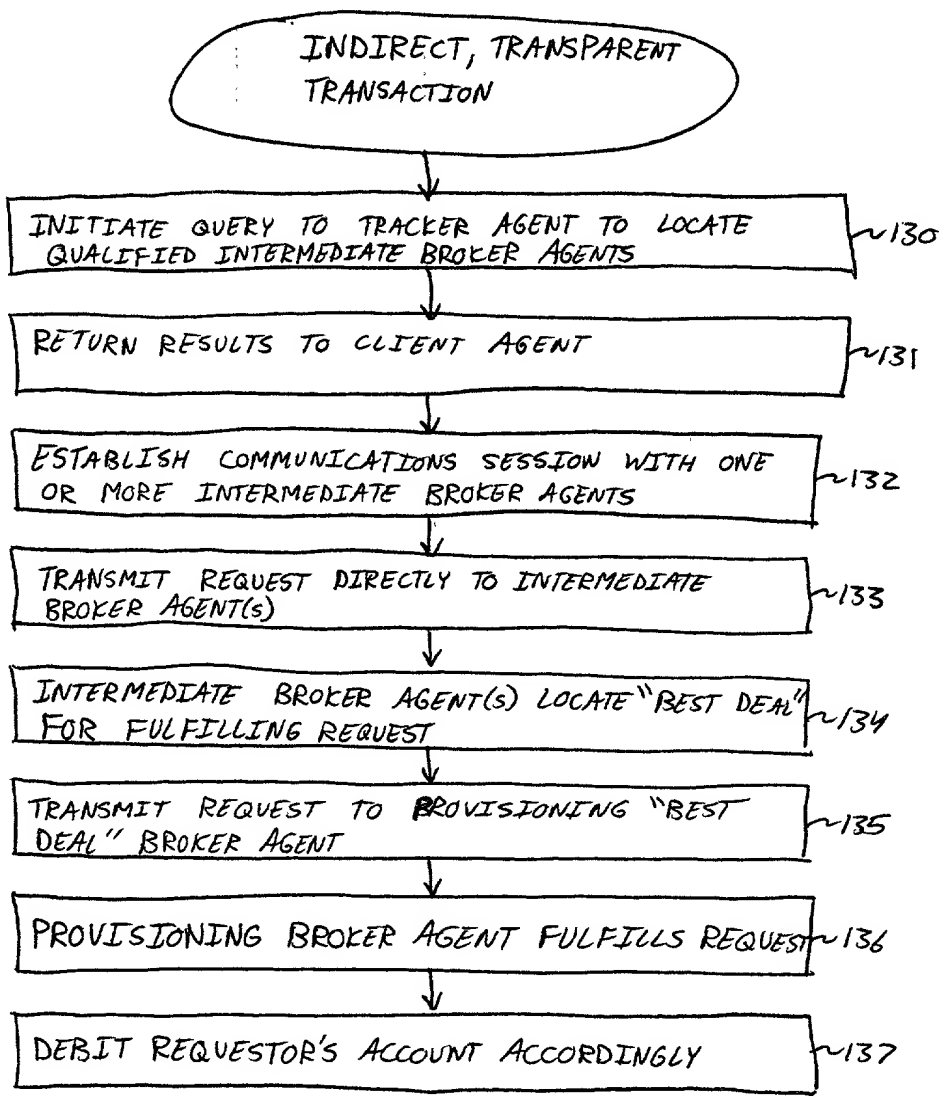 INDIRECT, TRANSPARENT
TRANSACTION
INITIATE QUERY TO TRACKER AGENT TO LOCATE
QUALIFIED INTERMEDIATE BROKER AGENTS
130
RETURN RESULTS TO CLIENT AGENT
131
ESTABLISH COMMUNICATIONS SESSION WITH ONE
OR MORE INTERMEDIATE BROKER AGENTS
132
TRANSMIT REQUEST DIRECTLY TO INTERMEDIATE
BROKER AGENT(S)
133
INTERMEDIATE BROKER AGENT(S) LOCATE "BEST DEAL"
FOR FULFILLING REQUEST
134
TRANSMIT REQUEST TO PROVISIONING "BEST
DEAL" BROKER AGENT
135
PROVISIONING BROKER AGENT FULFILLS REQUEST
136
DEBIT REQUESTOR'S ACCOUNT ACCORDINGLY
137